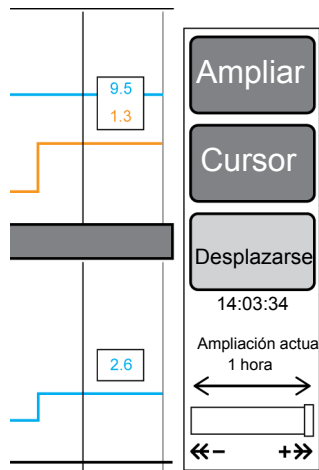 9.5
1.3
2.6
Ampliar
Cursor
Desplazarse
14:03:34
Ampliación actua
1 hora
− +